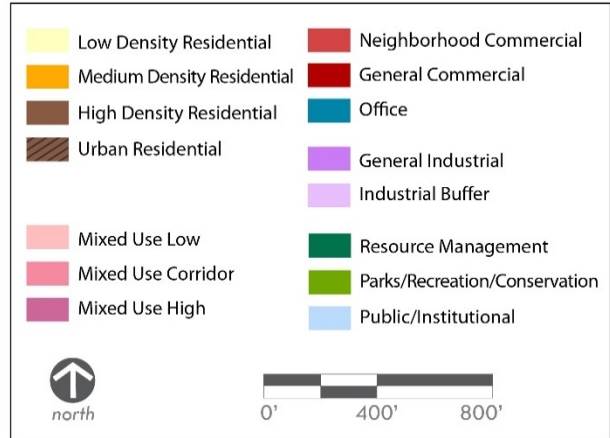 Low Density Residential
Medium Density Residential
High Density Residential
Urban Residential
Mixed Use Low
Mixed Use Corridor
Mixed Use High
Neighborhood Commercial
General Commercial
Office
General Industrial
Industrial Buffer
Resource Management
Parks/Recreation/Conservation
Public/Institutional
north
0' 400' 800'